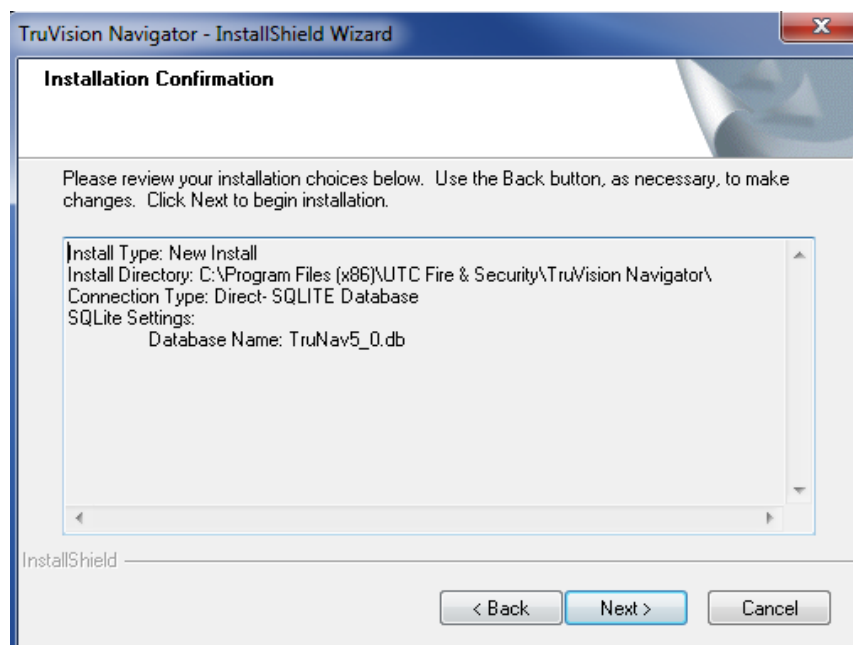 TruVision Navigator - InstallShield Wizard
Installation Confirmation
Please review your installation choices below.  Use the Back button, as necessary, to make
changes.  Click Next to begin installation.
Install Type: New Install
Install Directory: C:\Program Files (x86)\UTC Fire & Security\TruVision Navigator\
Connection Type: Direct- SQLITE Database
SQLite Settings:
Database Name: TruNav5_0.db
InstallShield
< Back Next > Cancel